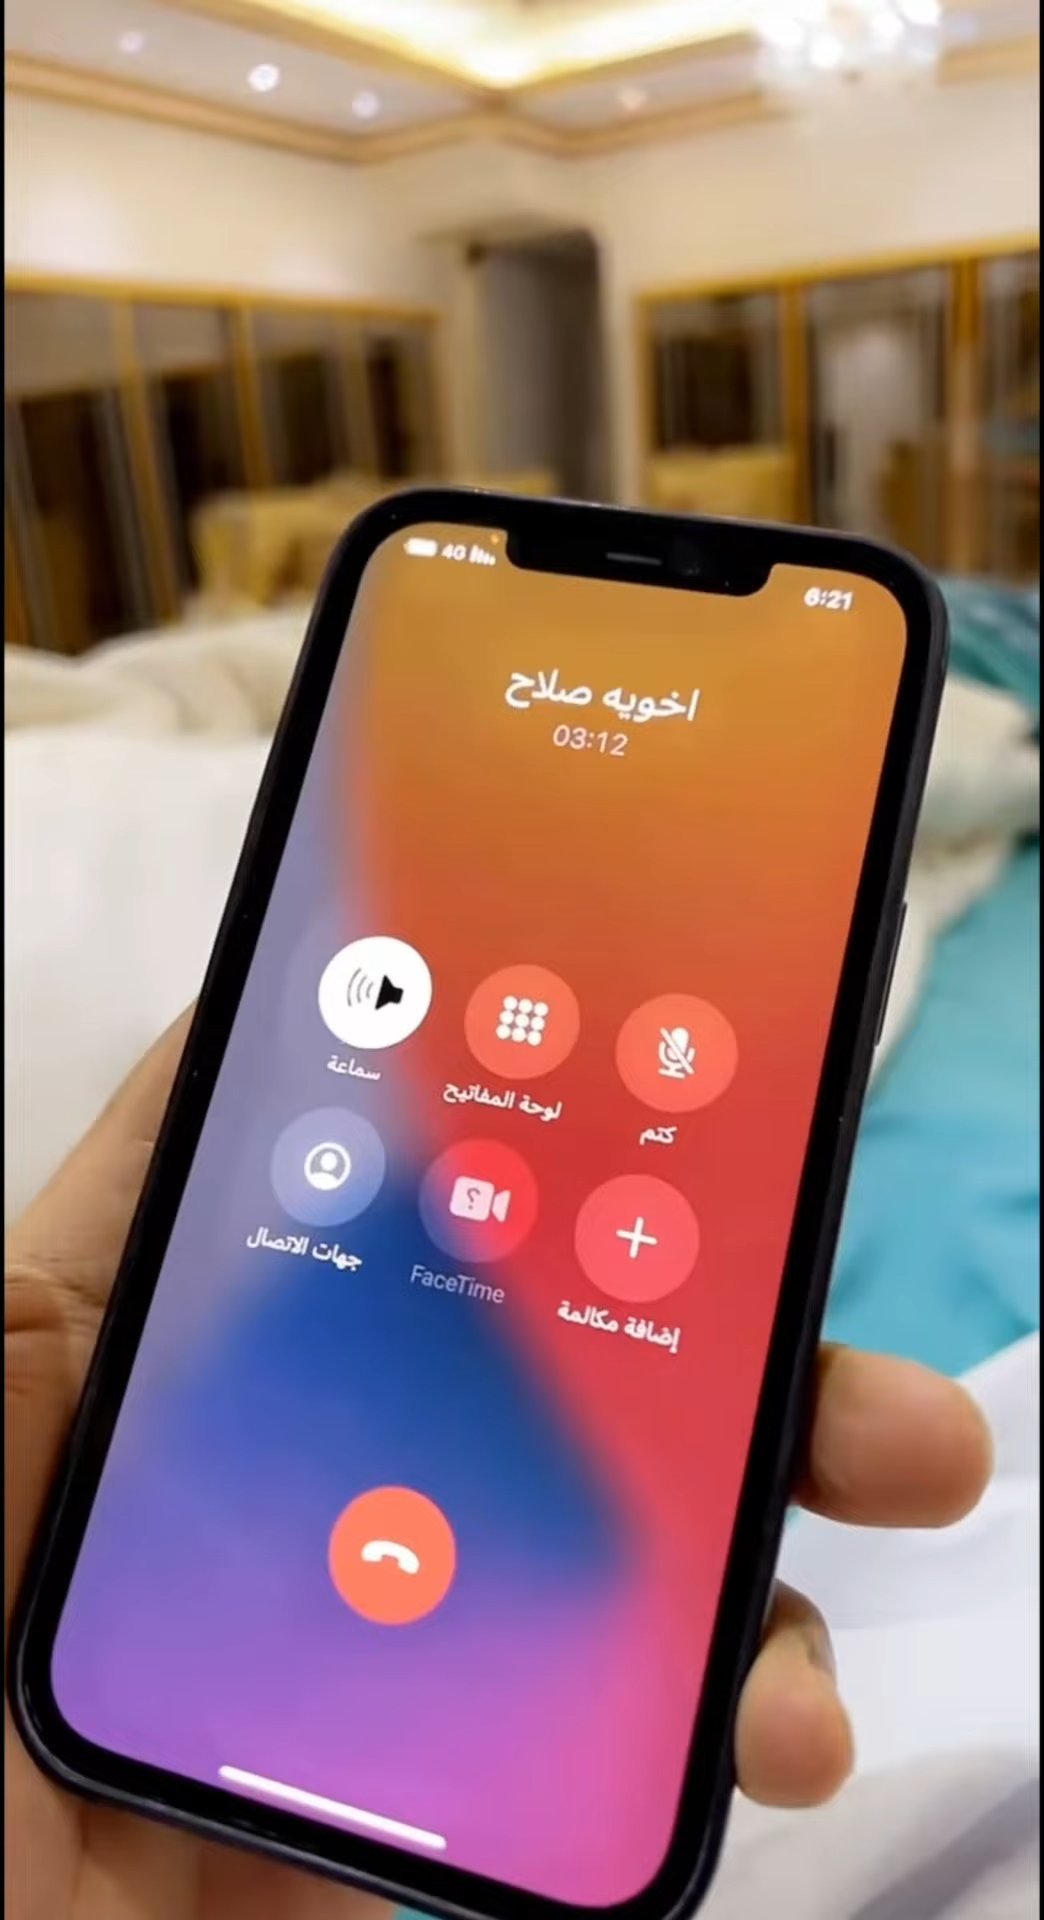 6:21
4G
اخويه صلاح
03:12
كتم
لوحة المفاتيح
سماعة
إضافة مكالمة
FaceTime
جهات الاتصال